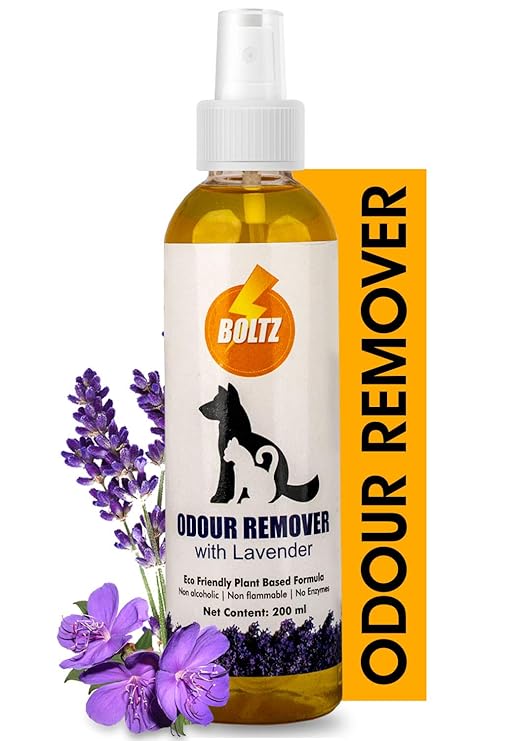 BOLTZ
ODOUR REMOVER
with Lavender
Eco Friendly Plant Based Formula
Non alcoholic | Non flammable | No Enzymes
Net Content: 200 ml
ODOUR REMOVER